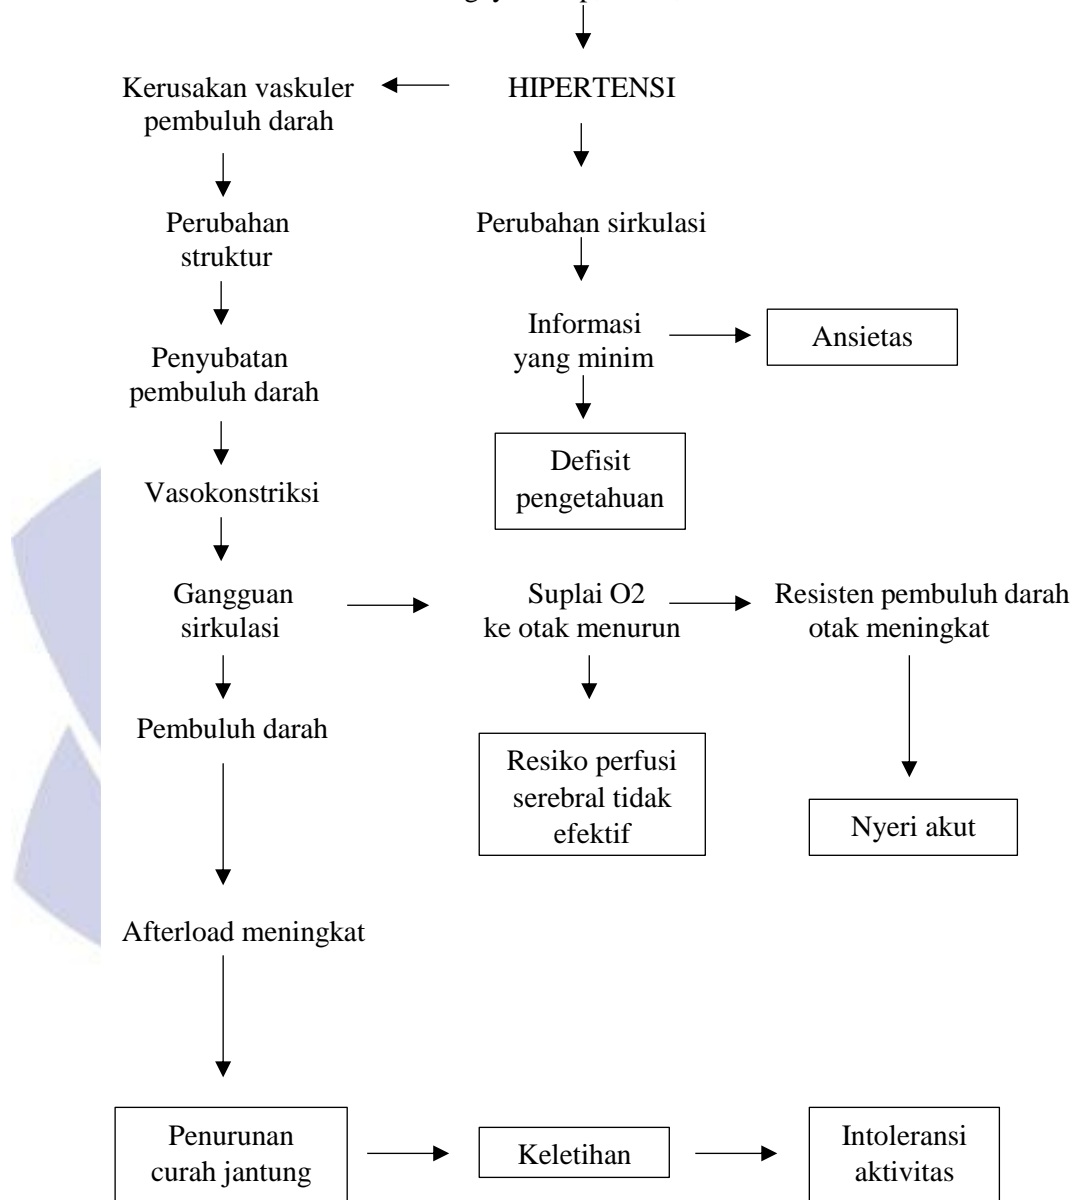 Kerusakan vaskuler
pembuluh darah
HIPERTENSI
Perubahan
struktur
Perubahan sirkulasi
Informasi
yang minim
Ansietas
Penyubatan
pembuluh darah
Defisit
pengetahuan
Vasokonstriksi
Gangguan
sirkulasi
Suplai O2
ke otak menurun
Resisten pembuluh darah
otak meningkat
Pembuluh darah
Resiko perfusi
serebral tidak
efektif
Nyeri akut
Afterload meningkat
Penurunan
curah jantung
Keletihan
Intoleransi
aktivitas